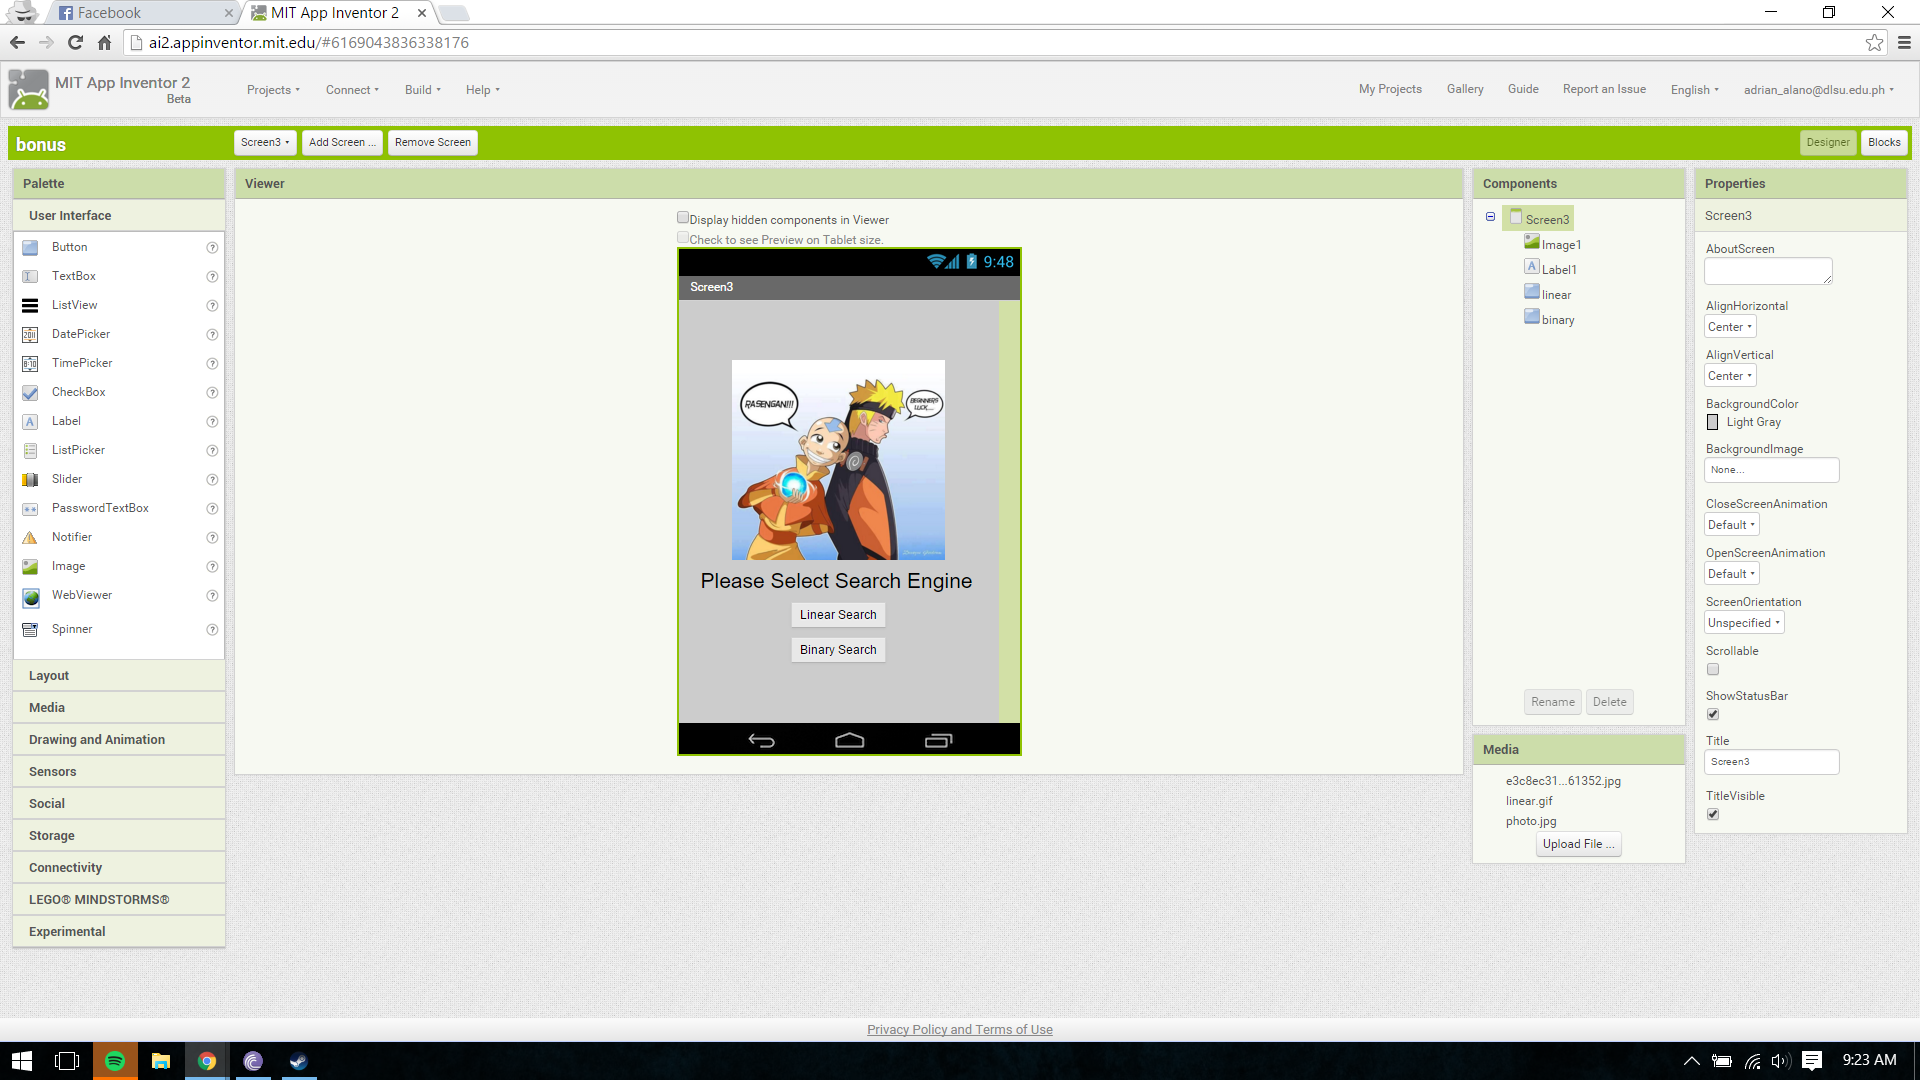 Facebook
MIT App Inventor 2
ai2.appinventor.mit.edu/#6169043836338176
MIT App Inventor 2
Beta
Projects
Connect
Build
Help
My Projects
Gallery
Guide
Report an Issue
English
adrian_alano@dlsu.edu.ph
bonus
Screen3
Add Screen ...
Remove Screen
Designer
Blocks
Palette
User Interface
Button
TextBox
ListView
DatePicker
TimePicker
CheckBox
Label
ListPicker
Slider
PasswordTextBox
Notifier
Image
WebViewer
Spinner
Layout
Media
Drawing and Animation
Sensors
Social
Storage
Connectivity
LEGO® MINDSTORMS®
Experimental
Viewer
Display hidden components in Viewer
Check to see Preview on Tablet size.
9:48
Screen3
RASENGAN!!!
BEGINNERS
LUCK....
Please Select Search Engine
Linear Search
Binary Search
Components
Screen3
Image1
Label1
linear
binary
Rename
Delete
Media
e3c8ec31...61352.jpg
linear.gif
photo.jpg
Upload File ...
Properties
Screen3
AboutScreen
AlignHorizontal
Center
AlignVertical
Center
BackgroundColor
Light Gray
BackgroundImage
None...
CloseScreenAnimation
Default
OpenScreenAnimation
Default
ScreenOrientation
Unspecified
Scrollable
ShowStatusBar
Title
Screen3
TitleVisible
Privacy Policy and Terms of Use
9:23 AM